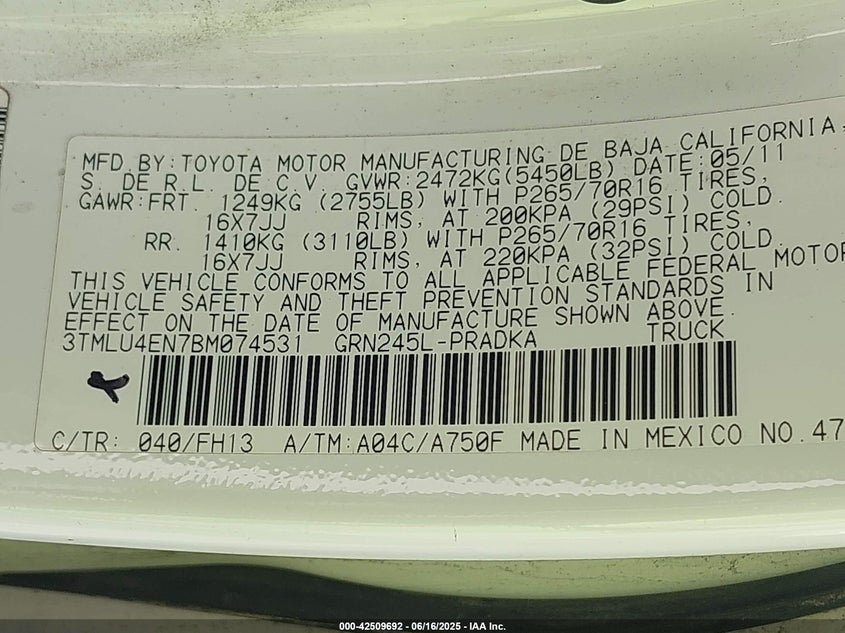 MFD. BY: TOYOTA MOTOR MANUFACTURING DE BAJA CALIFORNIA,
S. DE R.L. DE C.V. GVWR:2472KG(5450LB) DATE:05/11
GAWR:FRT. 1249KG (2755LB) WITH P265/70R16 TIRES,
16X7JJ RIMS, AT 200KPA (29PSI) COLD.
RR. 1410KG (3110LB) WITH P265/70R16 TIRES,
16X7JJ RIMS, AT 220KPA (32PSI) COLD.
THIS VEHICLE CONFORMS TO ALL APPLICABLE FEDERAL MOTOR
VEHICLE SAFETY AND THEFT PREVENTION STANDARDS IN
EFFECT ON THE DATE OF MANUFACTURE SHOWN ABOVE.
3TMLU4EN7BM074531 GRN245L-PRADKA TRUCK
C/TR: 040/FH13 A/TM:A04C/A750F MADE IN MEXICO NO.47
000-42509692 - 06/16/2025 - IAA Inc.